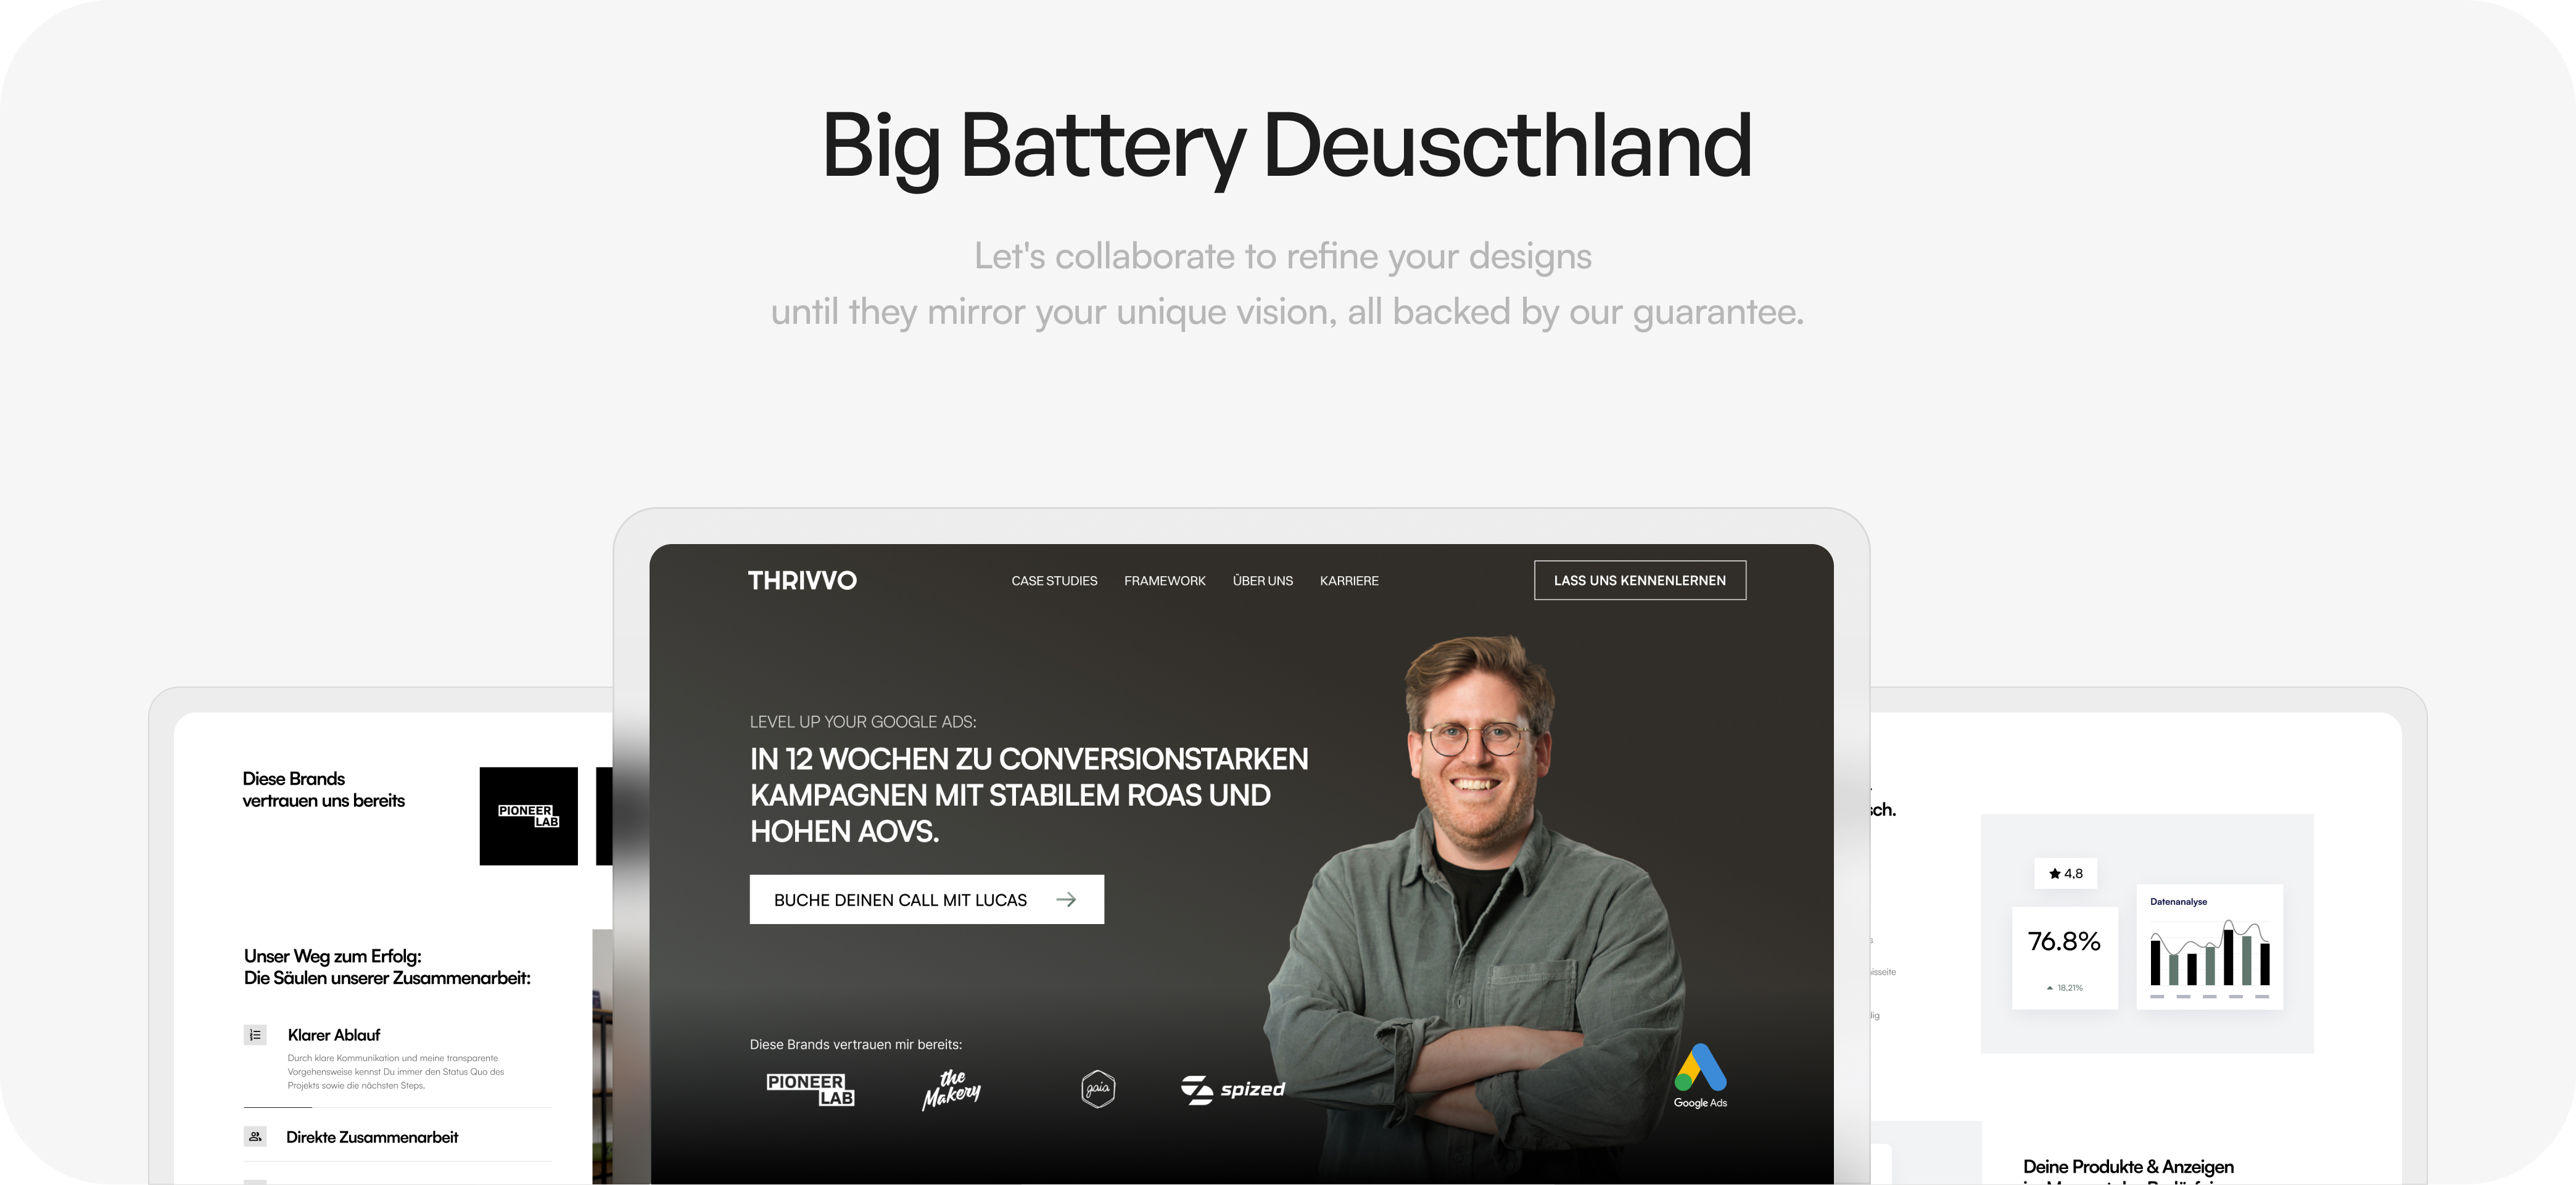 Big Battery Deuscthland
Let's collaborate to refine your designs
until they mirror your unique vision, all backed by our guarantee.
THRIVVO
CASE STUDIES
FRAMEWORK
ÜBER UNS
KARRIERE
LASS UNS KENNENLERNEN
LEVEL UP YOUR GOOGLE ADS:
IN 12 WOCHEN ZU CONVERSIONSTARKEN
KAMPAGNEN MIT STABILEM ROAS UND
HOHEN AOVS.
BUCHE DEINEN CALL MIT LUCAS
Diese Brands vertrauen mir bereits:
PIONEER
LAB
the
Makery
gaia
spized
Google Ads
Diese Brands
vertrauen uns bereits
PIONEER
LAB
Unser Weg zum Erfolg:
Die Säulen unserer Zusammenarbeit:
Klarer Ablauf
Durch klare Kommunikation und meine transparente
Vorgehensweise kennst Du immer den Status Quo des
Projekts sowie die nächsten Steps.
Direkte Zusammenarbeit
sch.
isseite
lig
4,8
76.8%
18,21%
Datenanalyse
Deine Produkte & Anzeigen